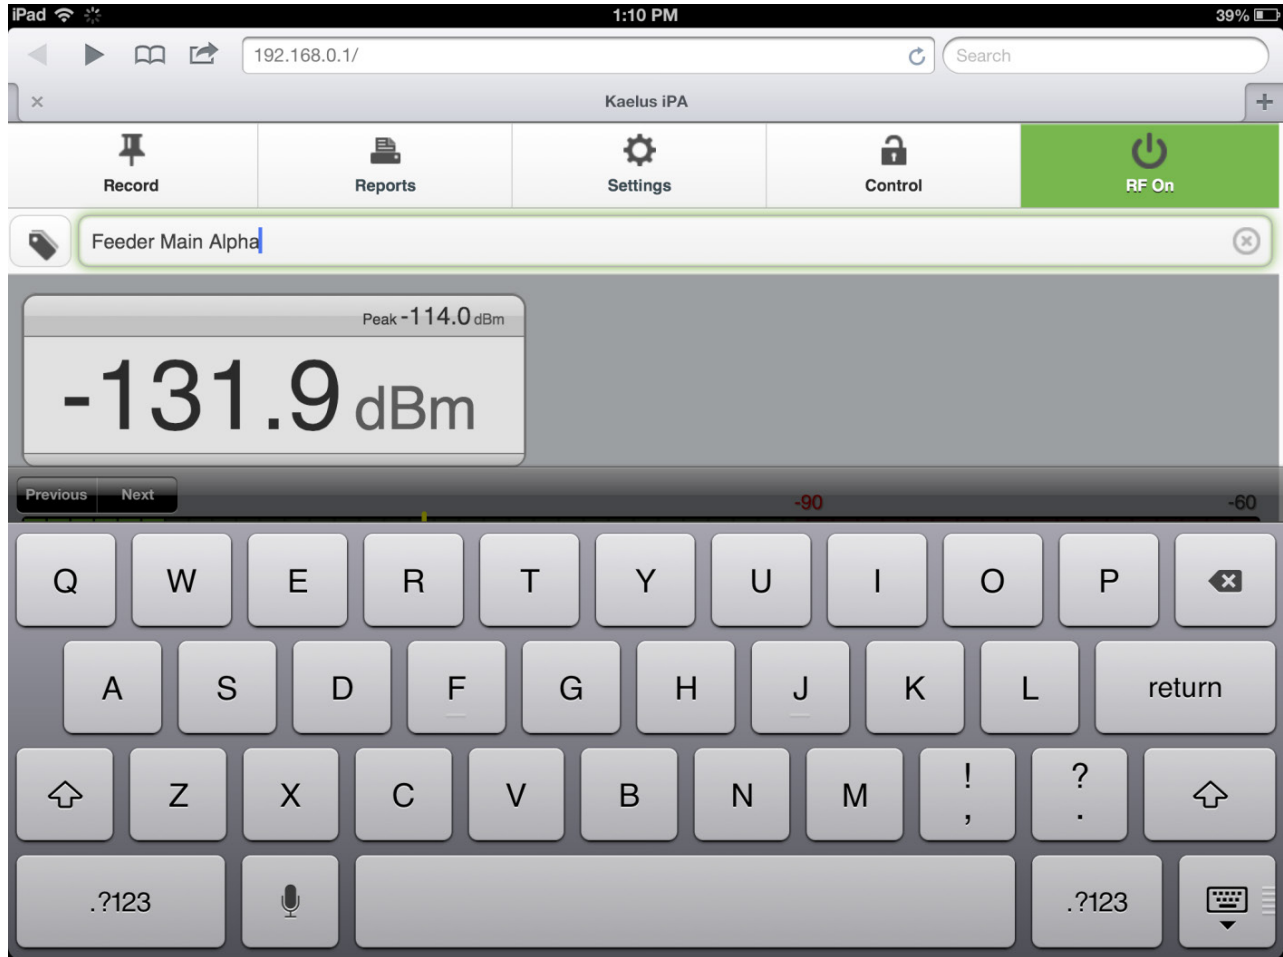 iPad 1:10 PM 39%
192.168.0.1/ Search
Kaelus iPA
Record Reports Settings Control RF On
Feeder Main Alpha
Peak -114.0 dBm
-131.9 dBm
Previous Next -90 -60
Q W E R T Y U I O P
A S D F G H J K L return
Z X C V B N M ! , ? .
.?123 .?123